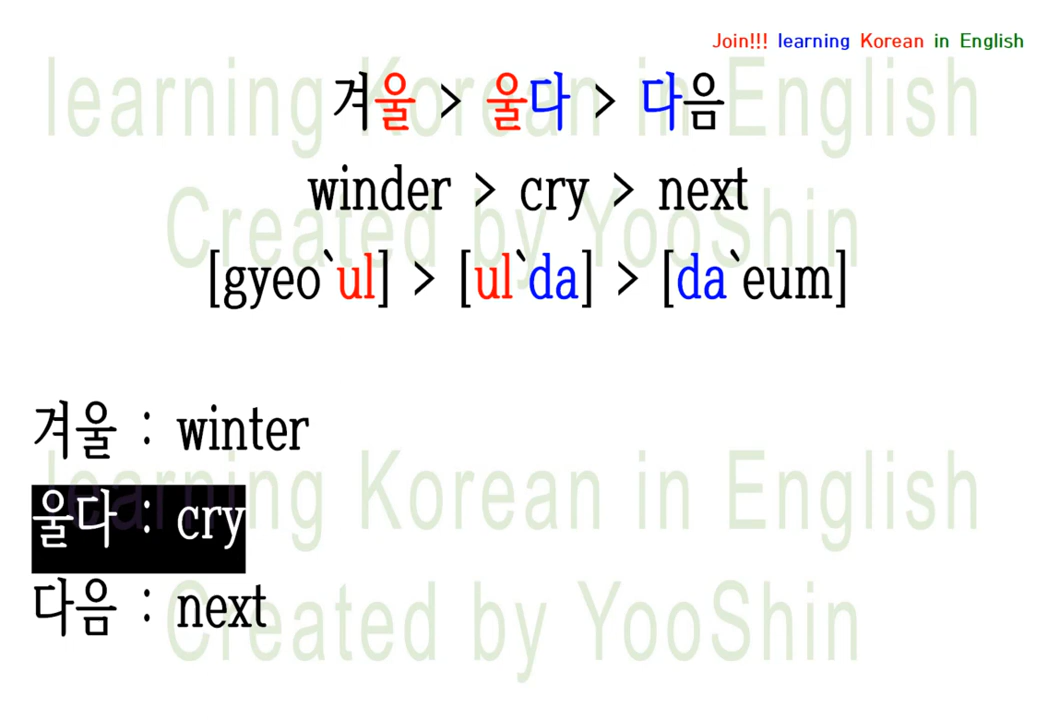 Join!!! learning Korean in English
learning Korean in English
겨울 > 울다 > 다음
winder > cry > next
Created by YooShin
[gyeo`ul] > [ul`da] > [da`eum]
겨울 : winter
learning Korean in English
울다 : cry
다음 : next
Created by YooShin